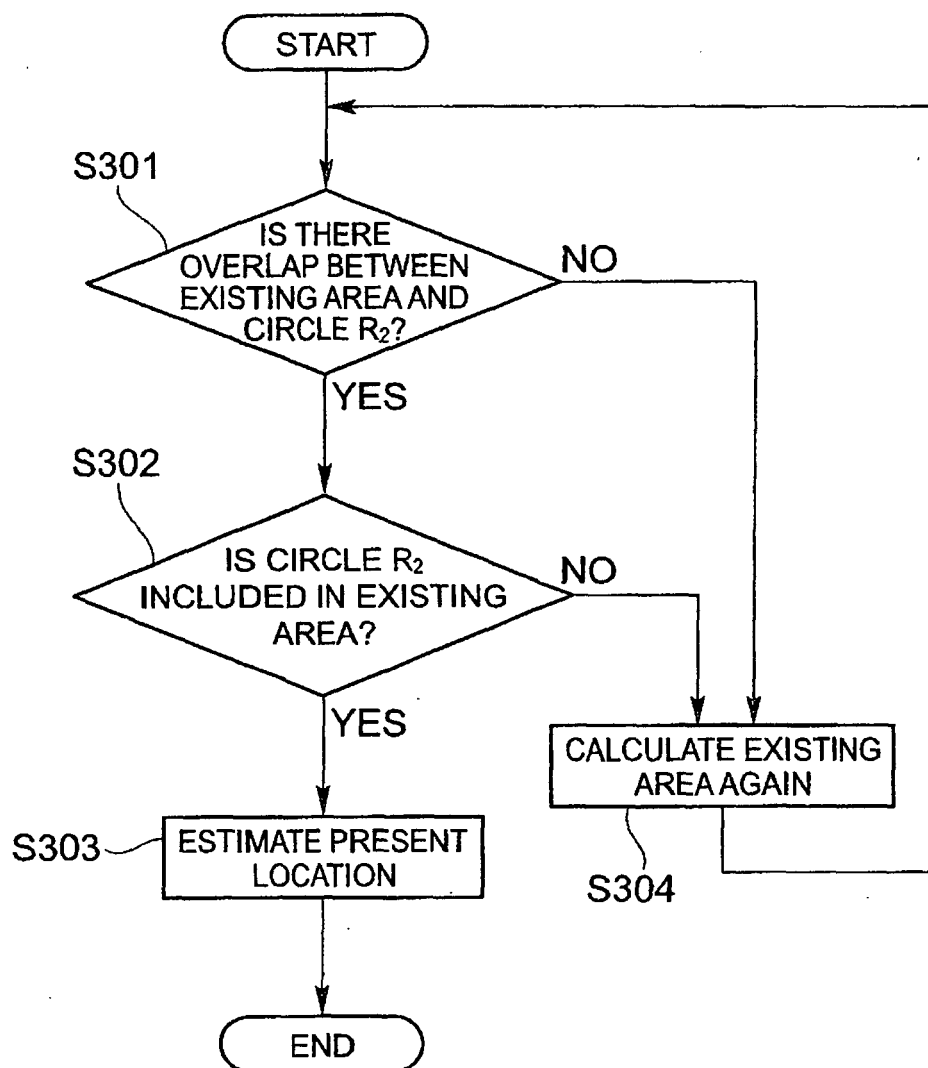 START
S301
IS THERE
OVERLAP BETWEEN
EXISTING AREA AND
CIRCLE R₂?
NO
YES
S302
IS CIRCLE R₂
INCLUDED IN EXISTING
AREA?
NO
YES
CALCULATE EXISTING
AREA AGAIN
S303
ESTIMATE PRESENT
LOCATION
S304
END